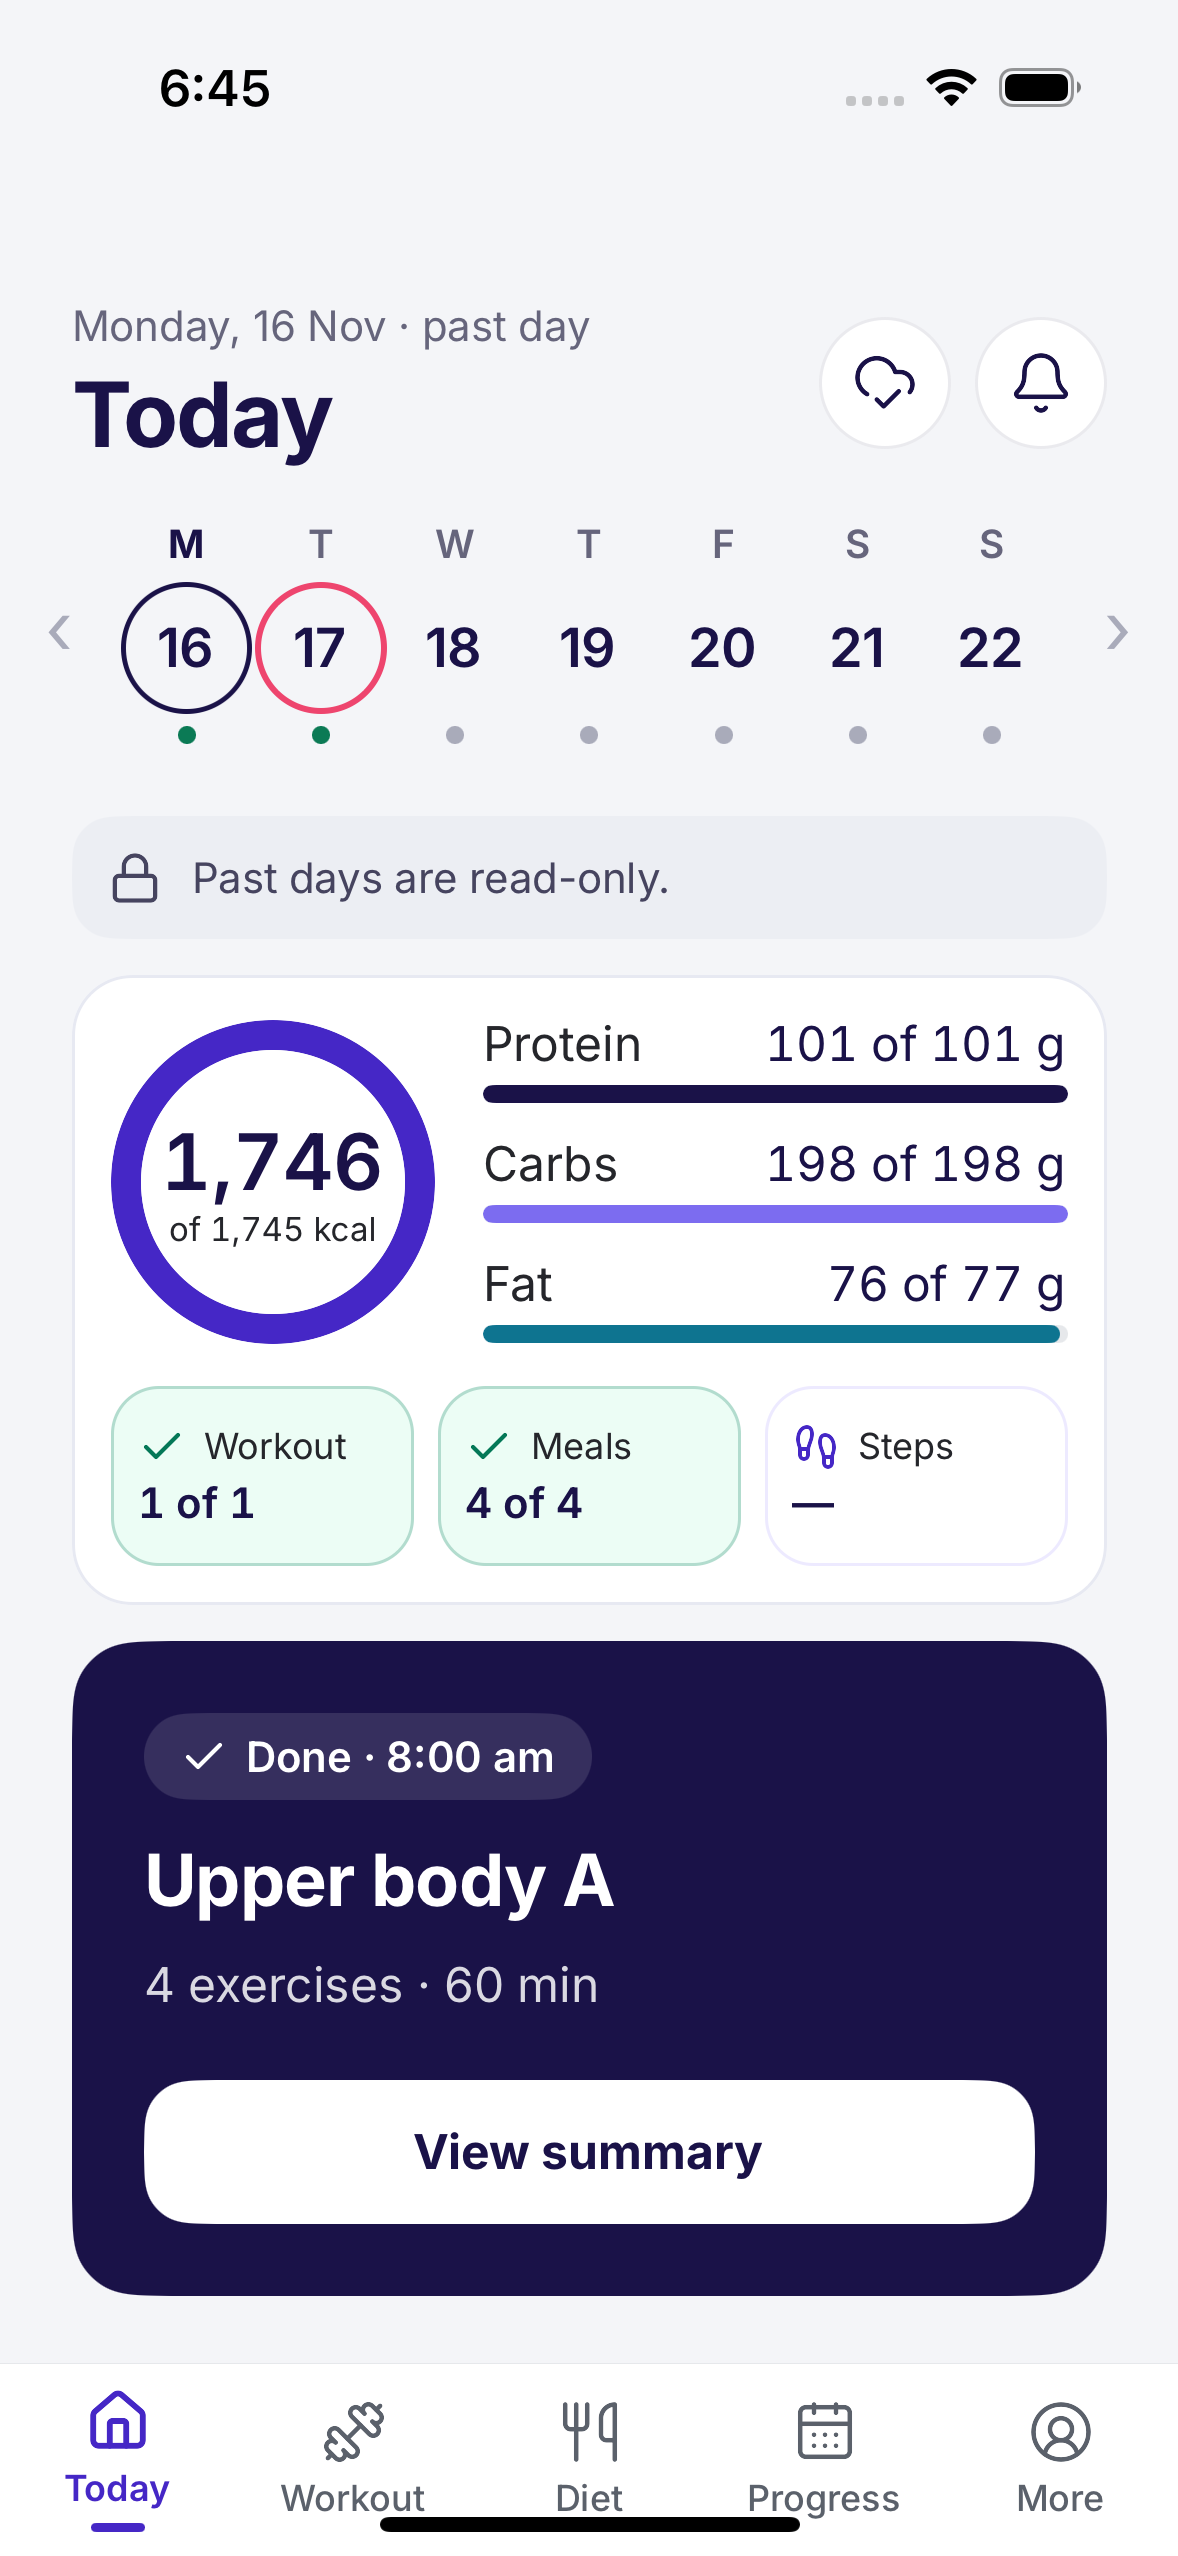 6:45
Monday, 16 Nov · past day
Today
M T W T F S S
16 17 18 19 20 21 22
Past days are read-only.
1,746
of 1,745 kcal
Protein 101 of 101 g
Carbs 198 of 198 g
Fat 76 of 77 g
Workout
1 of 1
Meals
4 of 4
Steps
—
Done · 8:00 am
Upper body A
4 exercises · 60 min
View summary
Today Workout Diet Progress More